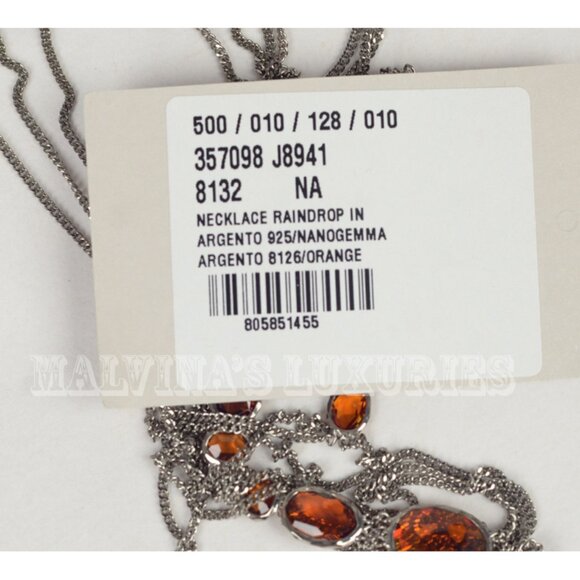 500 / 010 / 128 / 010
357098 J8941
8132 NA
NECKLACE RAINDROP IN
ARGENTO 925/NANOGEMMA
ARGENTO 8126/ORANGE
805851455
MALVINA'S LUXURIES